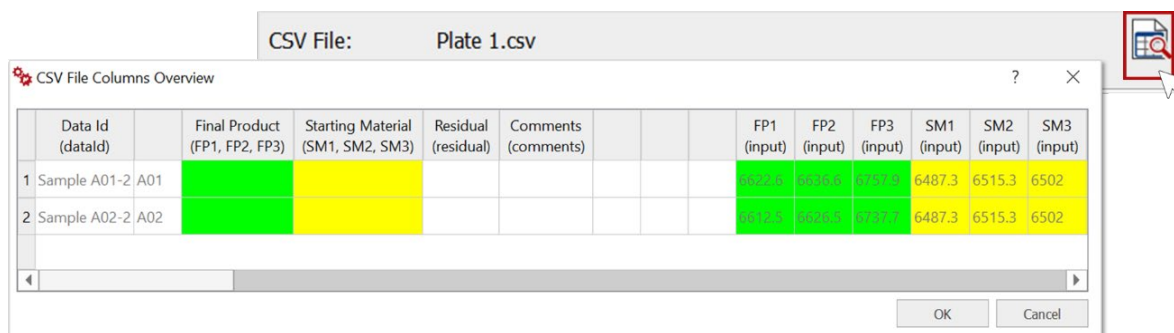 CSV File: Plate 1.csv
CSV File Columns Overview ? ×
Data Id Final Product Starting Material Residual Comments FP1 FP2 FP3 SM1 SM2 SM3
(dataId) (FP1, FP2, FP3) (SM1, SM2, SM3) (residual) (comments) (input) (input) (input) (input) (input) (input)
1 Sample A01-2 A01 6622.6 6636.6 6757.9 6487.3 6515.3 6502
2 Sample A02-2 A02 6612.5 6626.5 6737.7 6487.3 6515.3 6502
OK Cancel